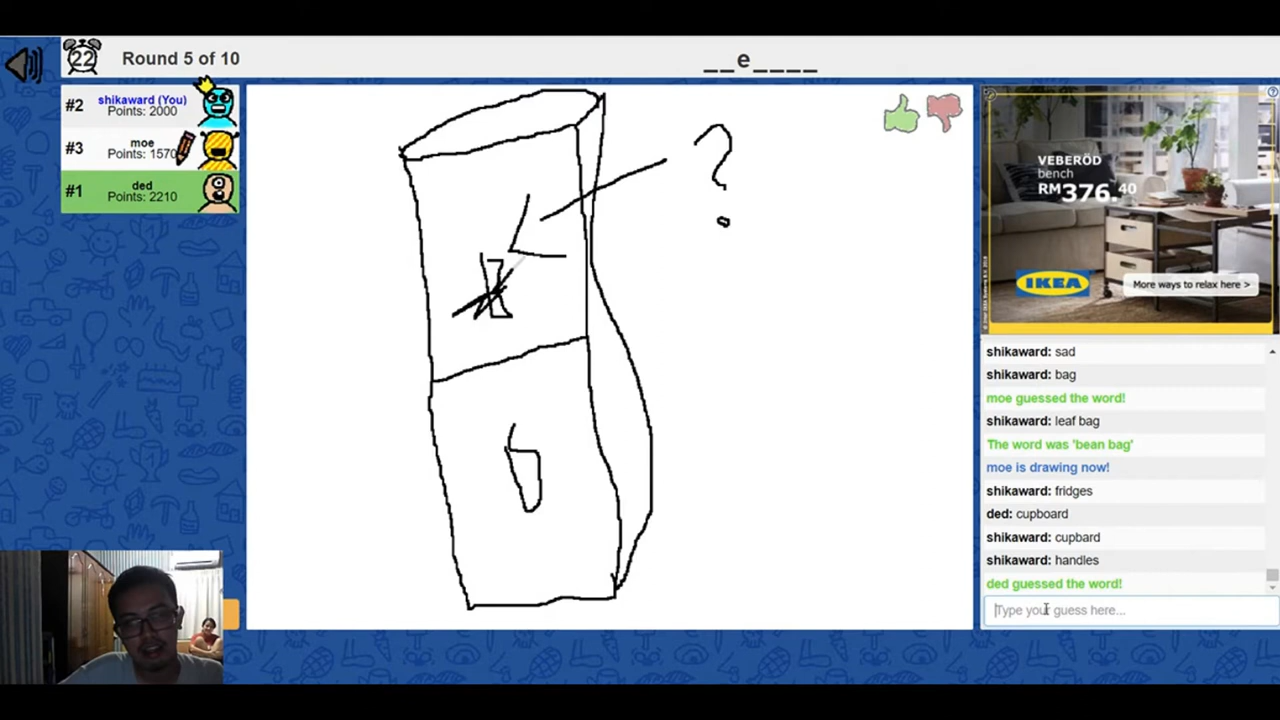 22
Round 5 of 10
__e____
#2 shikaward (You)
Points: 2000
#3 moe
Points: 1570
#1 ded
Points: 2210
?
VEBERÖD
bench
RM376.40
IKEA
More ways to relax here >
shikaward: sad
shikaward: bag
moe guessed the word!
shikaward: leaf bag
The word was 'bean bag'
moe is drawing now!
shikaward: fridges
ded: cupboard
shikaward: cupbard
shikaward: handles
ded guessed the word!
Type your guess here...